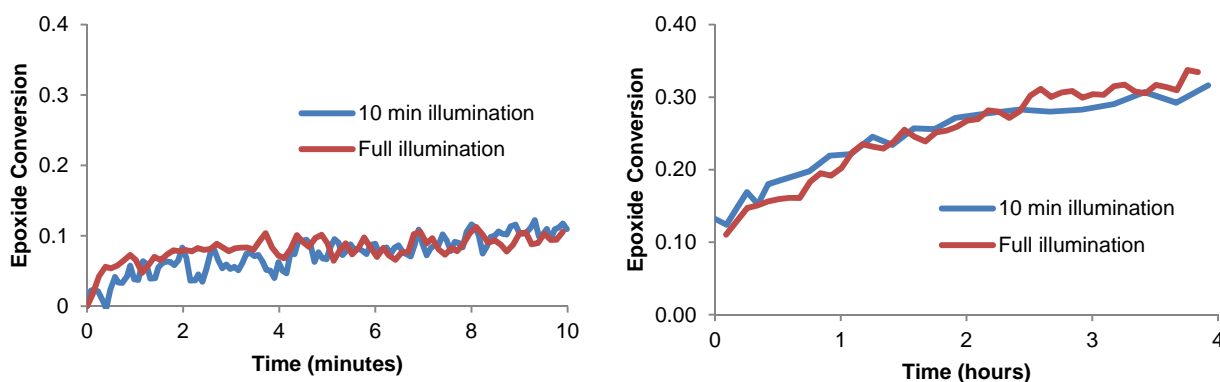 Epoxide Conversion
0.4
0.3
0.2
0.1
0
0
2
4
6
8
10
Time (minutes)
10 min illumination
Full illumination
Epoxide Conversion
0.40
0.30
0.20
0.10
0.00
0
1
2
3
4
Time (hours)
10 min illumination
Full illumination